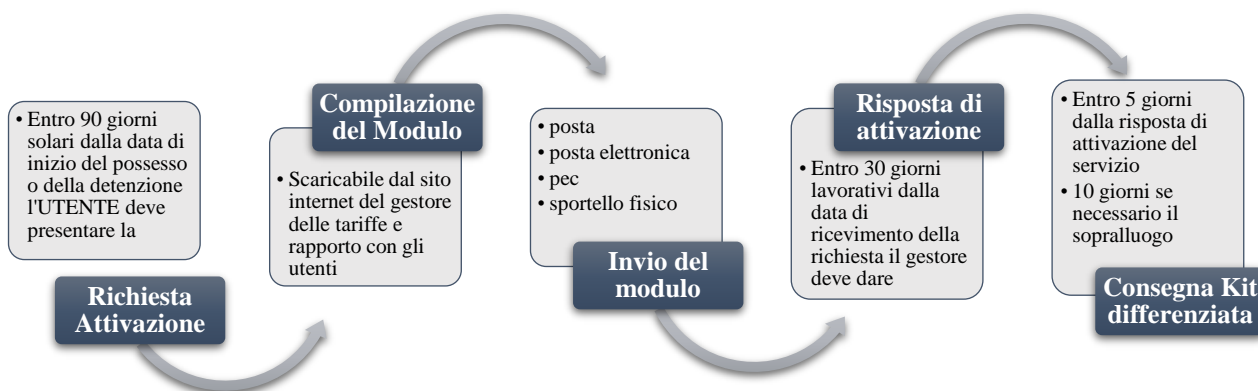 • Entro 90 giorni
solari dalla data di
inizio del possesso
o della detenzione
l'UTENTE deve
presentare la
Richiesta
Attivazione
Compilazione
del Modulo
• Scaricabile dal sito
internet del gestore
delle tariffe e
rapporto con gli
utenti
• posta
• posta elettronica
• pec
• sportello fisico
Invio del
modulo
Risposta di
attivazione
• Entro 30 giorni
lavorativi dalla
data di
ricevimento della
richiesta il gestore
deve dare
• Entro 5 giorni
dalla risposta di
attivazione del
servizio
• 10 giorni se
necessario il
sopralluogo
Consegna Kit
differenziata